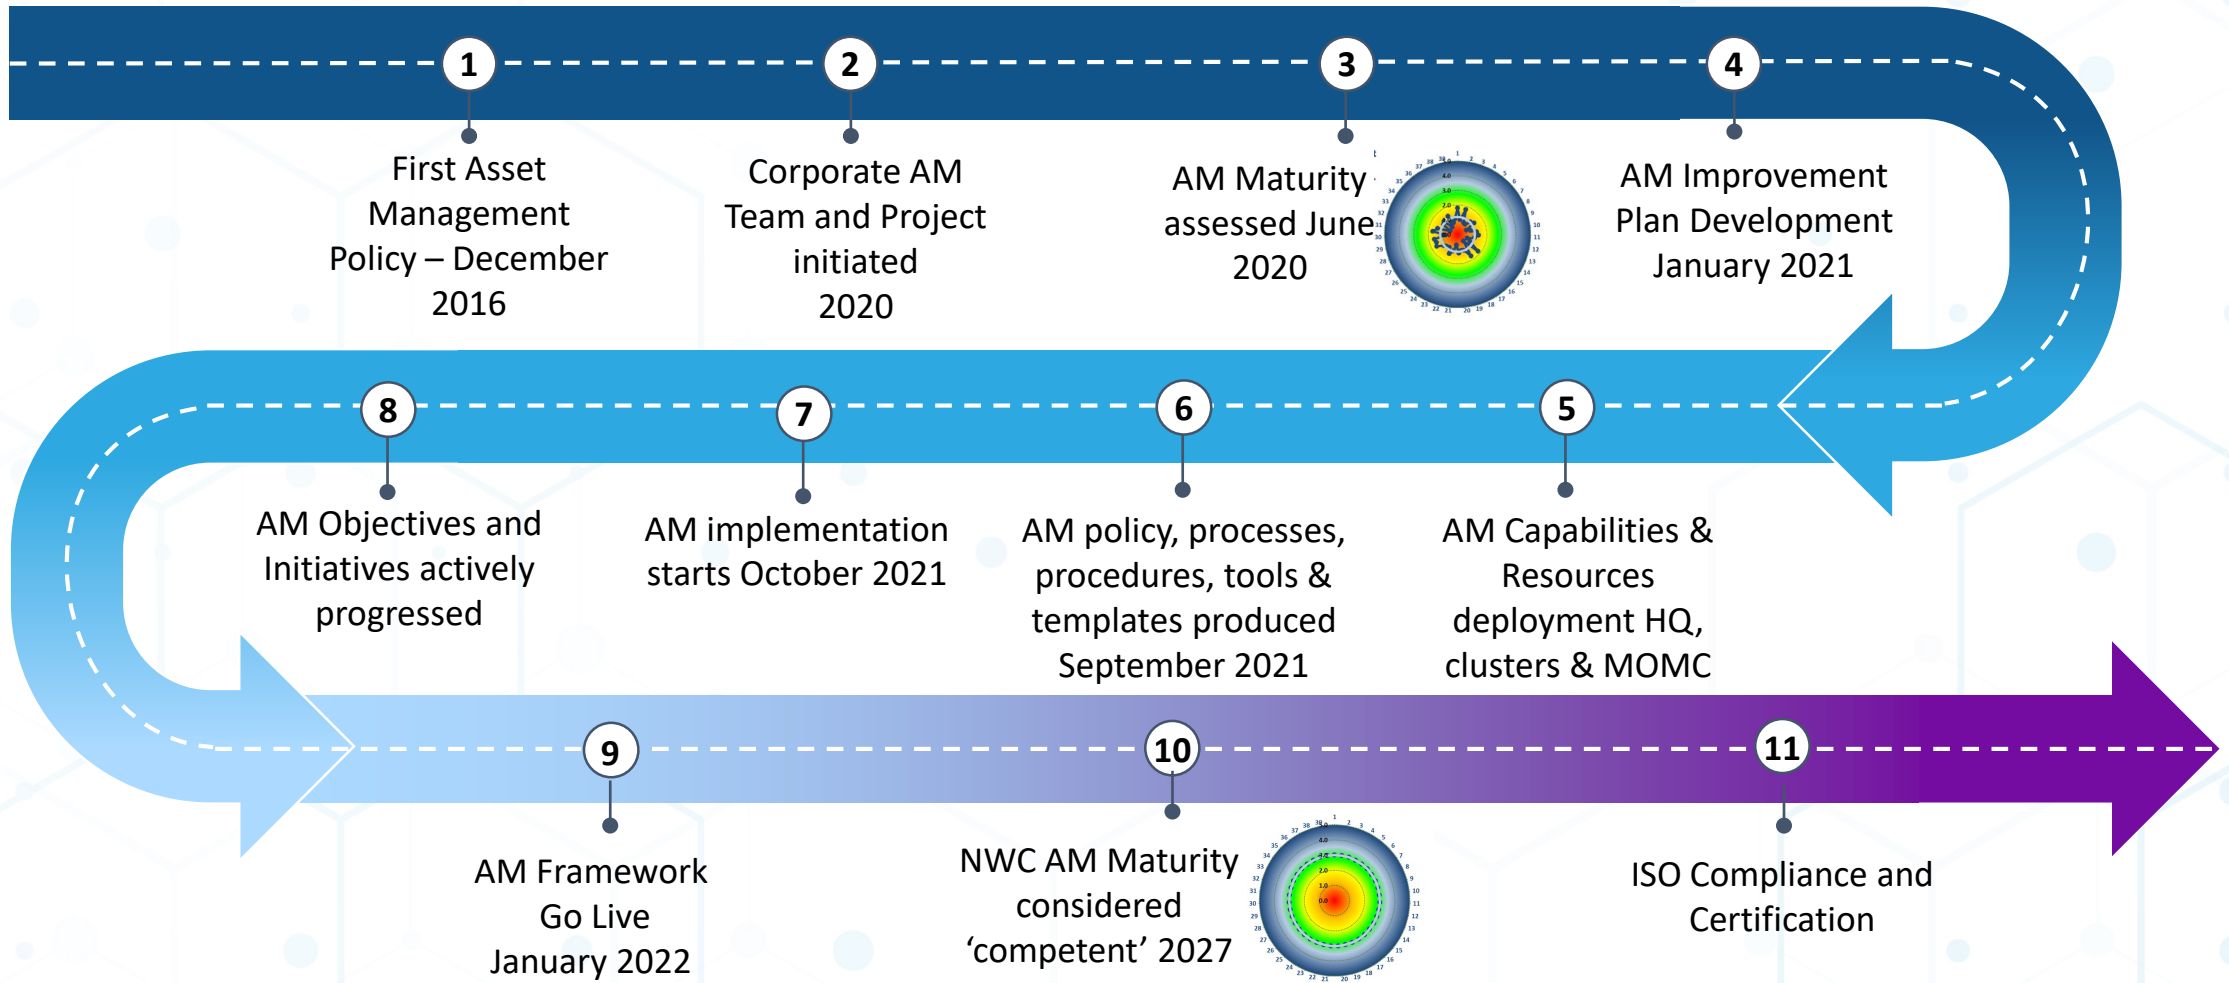 1
2
3
4
First Asset
Management
Policy – December
2016
Corporate AM
Team and Project
initiated
2020
AM Maturity
assessed June
2020
AM Improvement
Plan Development
January 2021
8
7
6
5
AM Objectives and
Initiatives actively
progressed
AM implementation
starts October 2021
AM policy, processes,
procedures, tools &
templates produced
September 2021
AM Capabilities &
Resources
deployment HQ,
clusters & MOMC
9
10
11
AM Framework
Go Live
January 2022
NWC AM Maturity
considered
‘competent’ 2027
ISO Compliance and
Certification